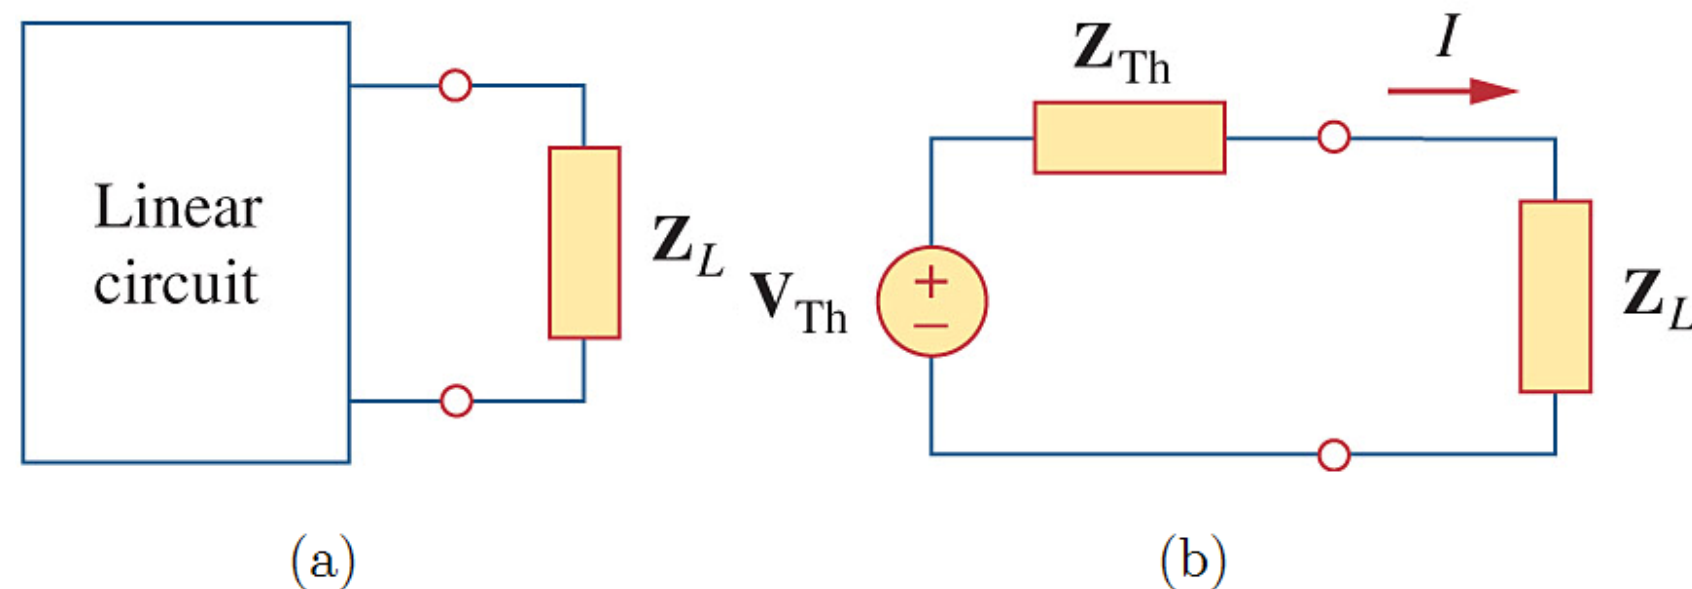 Linear
circuit
Z_L
(a)
Z_Th
I
V_Th
+
−
Z_L
(b)